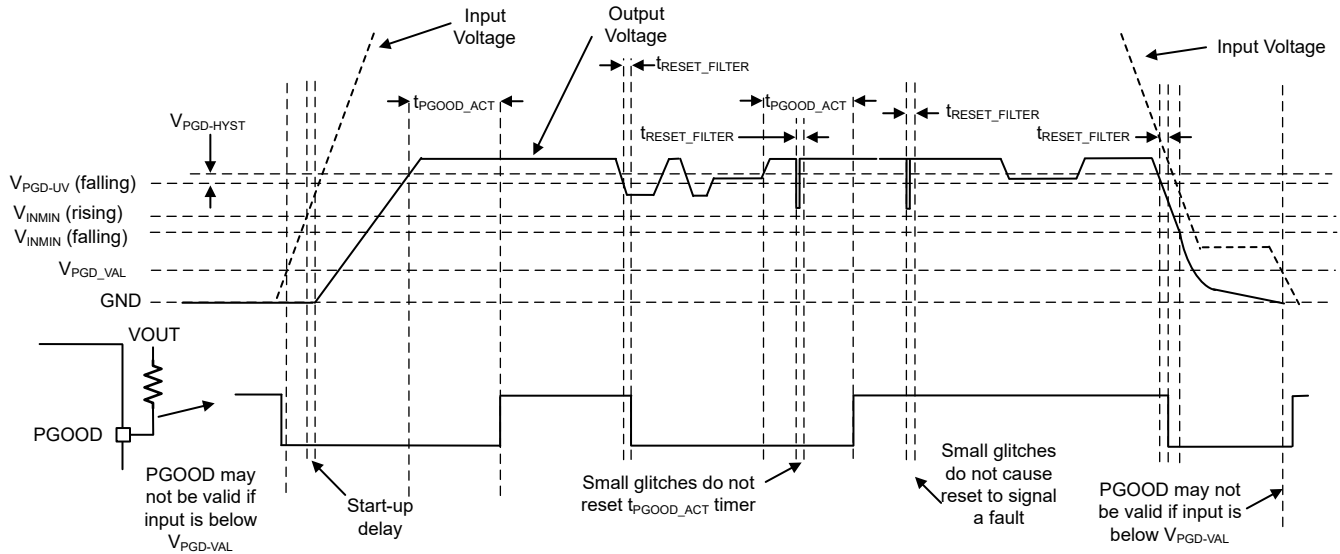 Input
Voltage
Output
Voltage
Input Voltage
tRESET_FILTER
tPGOOD_ACT
tPGOOD_ACT
tRESET_FILTER
tRESET_FILTER
tRESET_FILTER
VPGD-HYST
VPGD-UV (falling)
VINMIN (rising)
VINMIN (falling)
VPGD_VAL
GND
VOUT
PGOOD
PGOOD may
not be valid if
input is below
VPGD-VAL
Start-up
delay
Small glitches do not
reset tPGOOD_ACT timer
Small glitches
do not cause
reset to signal
a fault
PGOOD may not
be valid if input is
below VPGD-VAL